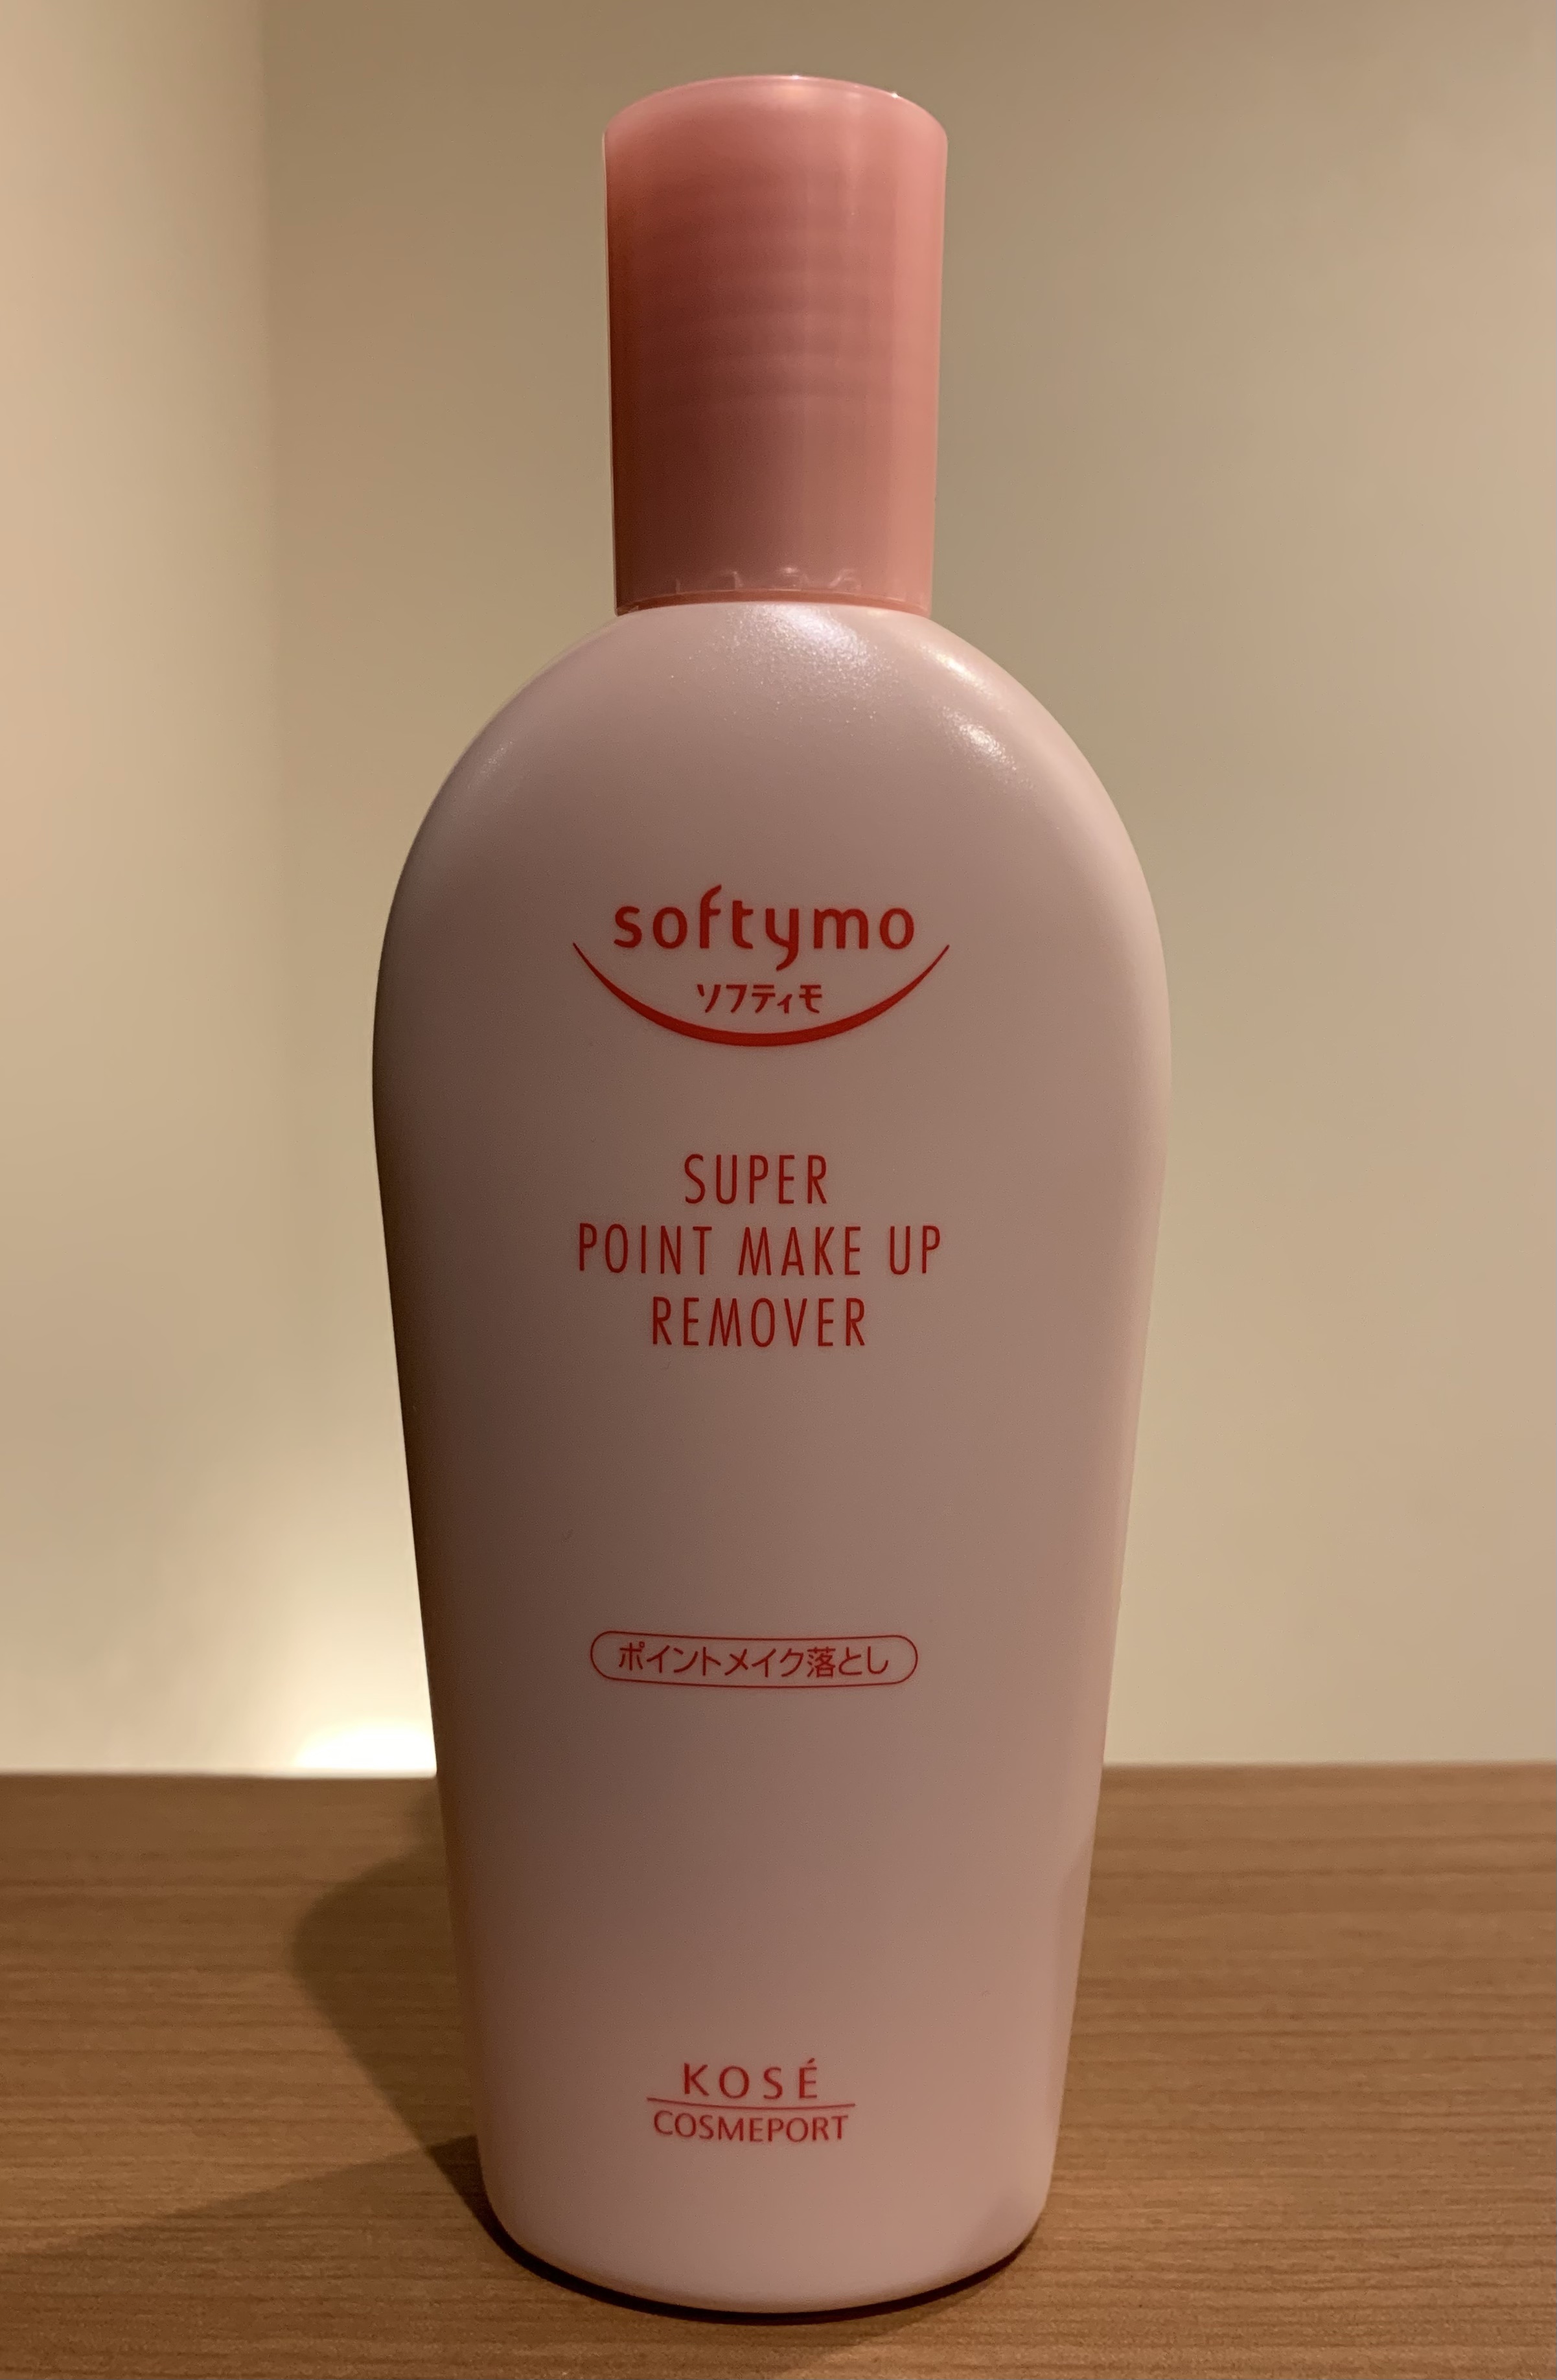 softymo
ソフティモ
SUPER
POINT MAKE UP
REMOVER
ポイントメイク落とし
KOSÉ
COSMEPORT